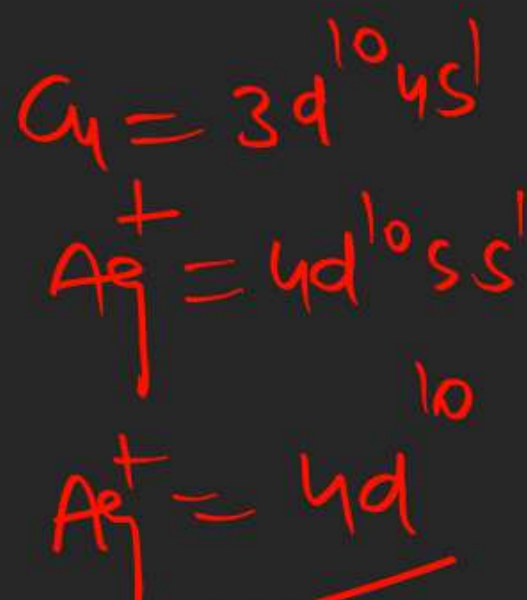 Cu = 3d¹⁰4s¹
Ag⁺ = 4d¹⁰5s¹
Ag⁺ = 4d¹⁰